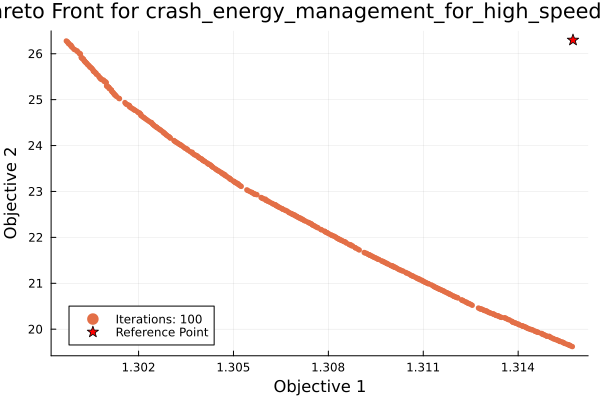 areto Front for crash_energy_management_for_high_speed
26
25
24
23
22
21
20
Objective 2
Iterations: 100
Reference Point
1.302 1.305 1.308 1.311 1.314
Objective 1